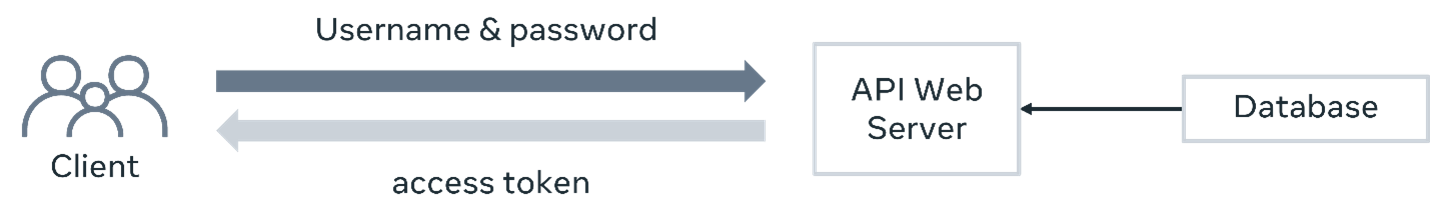 Username & password
Client
access token
API Web
Server
Database